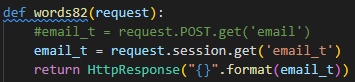 def words82(request):
    #email_t = request.POST.get('email')
    email_t = request.session.get('email_t')
    return HttpResponse("{}".format(email_t))